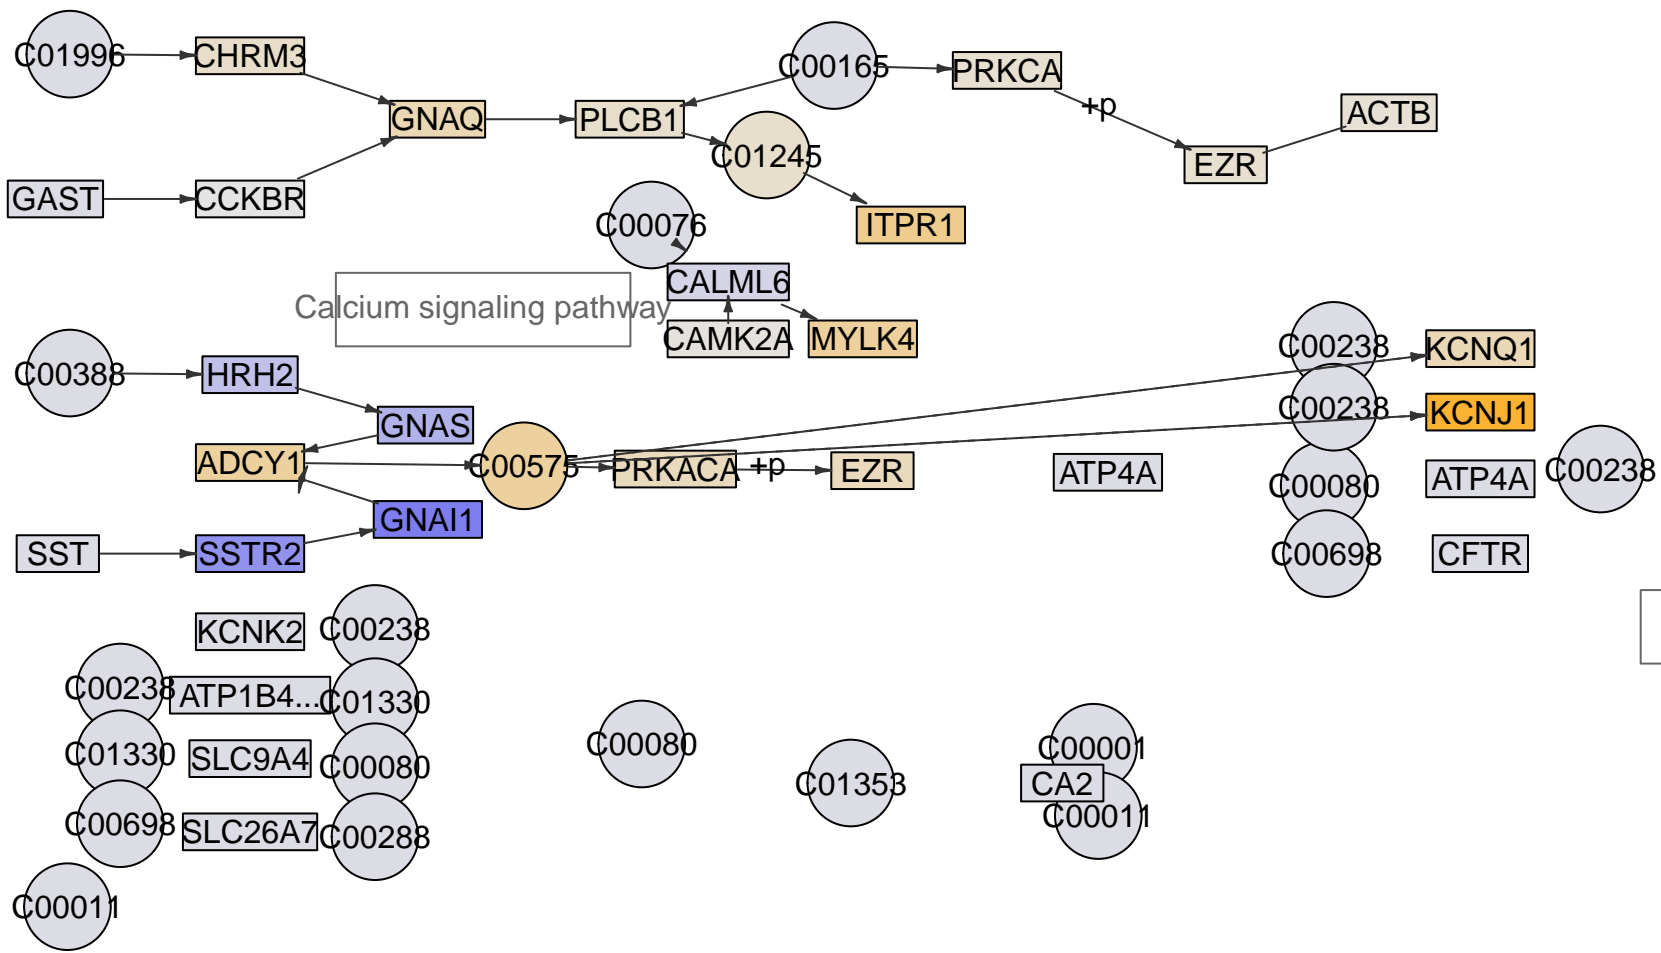 C01996
CHRM3
C00165
PRKCA
+p
ACTB
GNAQ
PLCB1
C01245
EZR
GAST
CCKBR
C00076
ITPR1
CALML6
Calcium signaling pathway
CAMK2A
MYLK4
C00238
KCNQ1
C00388
HRH2
GNAS
C00238
KCNJ1
ADCY1
C00575
PRKACA
+p
EZR
ATP4A
C00080
ATP4A
C00238
GNAI1
SST
SSTR2
C00698
CFTR
KCNK2
C00238
C00238
ATP1B4...
C01330
C01330
SLC9A4
C00080
C00080
C01353
C00001
CA2
C00011
C00698
SLC26A7
C00288
C00011